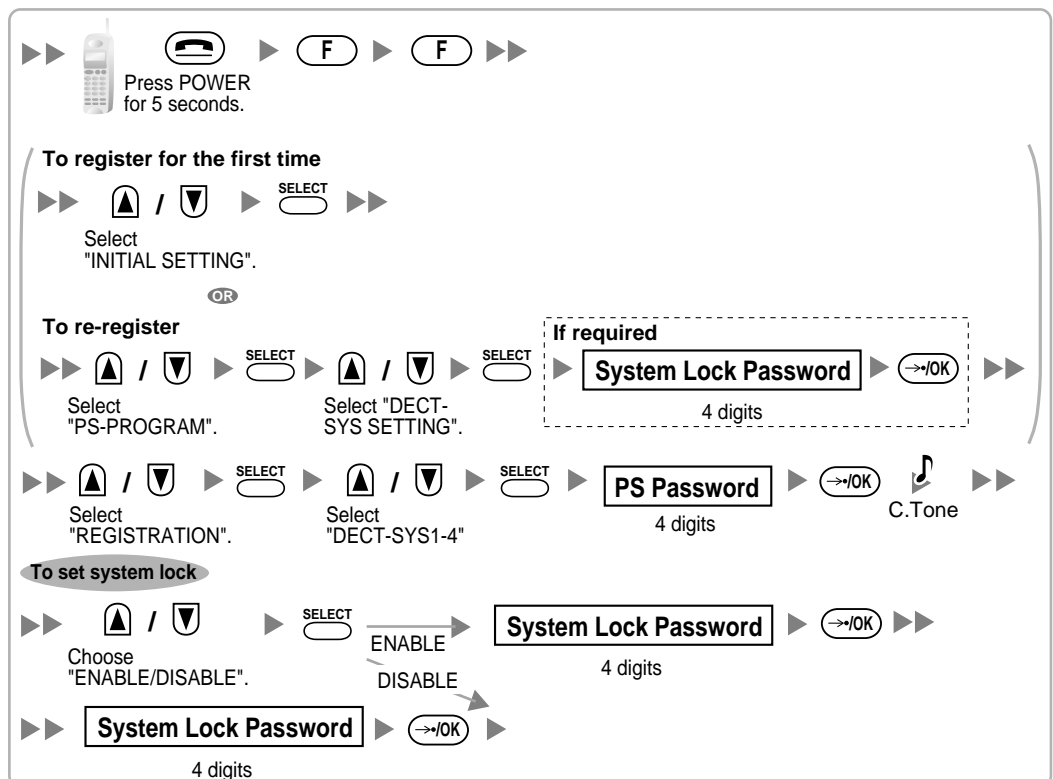 F F
Press POWER
for 5 seconds.
To register for the first time
/ SELECT
Select
"INITIAL SETTING".
OR
To re-register
If required
/ SELECT / SELECT System Lock Password /OK
Select
"PS-PROGRAM".
Select "DECT-
SYS SETTING".
4 digits
/ SELECT / SELECT PS Password /OK
Select
"REGISTRATION".
Select
"DECT-SYS1-4"
4 digits
C.Tone
To set system lock
/ SELECT ENABLE System Lock Password /OK
Choose
"ENABLE/DISABLE".
DISABLE
4 digits
System Lock Password /OK
4 digits